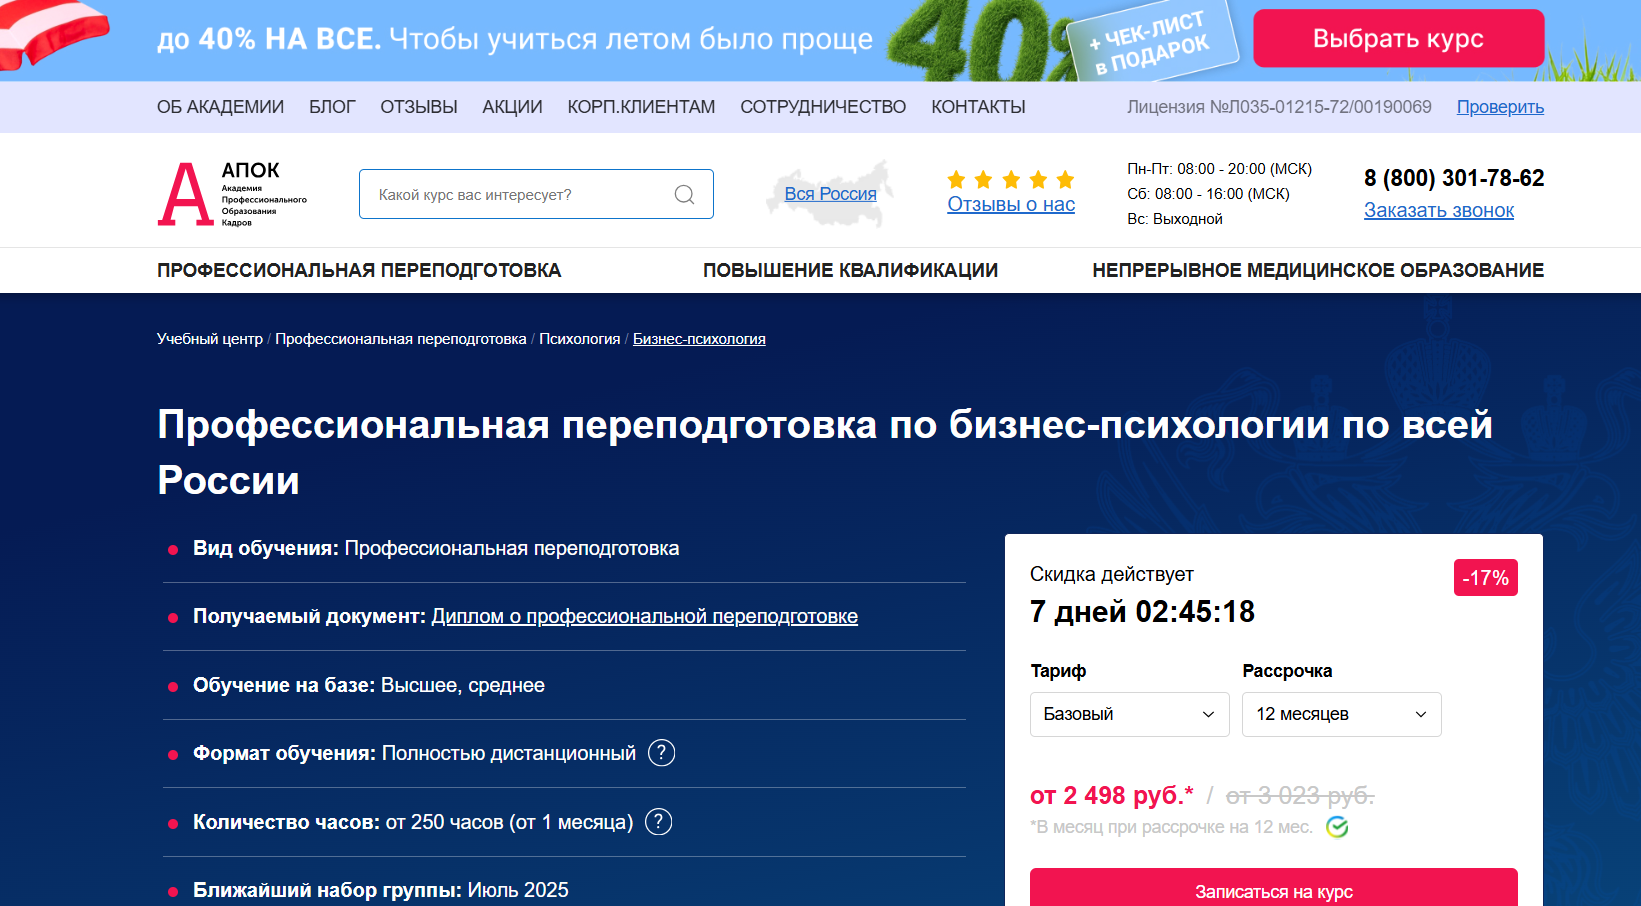 до 40% НА ВСЕ. Чтобы учиться летом было проще
40%
+ ЧЕК-ЛИСТ
в ПОДАРОК
Выбрать курс
ОБ АКАДЕМИИ БЛОГ ОТЗЫВЫ АКЦИИ КОРП.КЛИЕНТАМ СОТРУДНИЧЕСТВО КОНТАКТЫ Лицензия №Л035-01215-72/00190069 Проверить
А
АПОК
Академия
Профессионального
Образования
Кадров
Какой курс вас интересует?
Вся Россия
Отзывы о нас
Пн-Пт: 08:00 - 20:00 (МСК)
Сб: 08:00 - 16:00 (МСК)
Вс: Выходной
8 (800) 301-78-62
Заказать звонок
ПРОФЕССИОНАЛЬНАЯ ПЕРЕПОДГОТОВКА ПОВЫШЕНИЕ КВАЛИФИКАЦИИ НЕПРЕРЫВНОЕ МЕДИЦИНСКОЕ ОБРАЗОВАНИЕ
Учебный центр / Профессиональная переподготовка / Психология / Бизнес-психология
Профессиональная переподготовка по бизнес-психологии по всей
России
Вид обучения: Профессиональная переподготовка
Получаемый документ: Диплом о профессиональной переподготовке
Обучение на базе: Высшее, среднее
Формат обучения: Полностью дистанционный ?
Количество часов: от 250 часов (от 1 месяца) ?
Ближайший набор группы: Июль 2025
Скидка действует
-17%
7 дней 02:45:18
Тариф Рассрочка
Базовый 12 месяцев
от 2 498 руб.* / от 3 023 руб.
*В месяц при рассрочке на 12 мес.
Записаться на курс